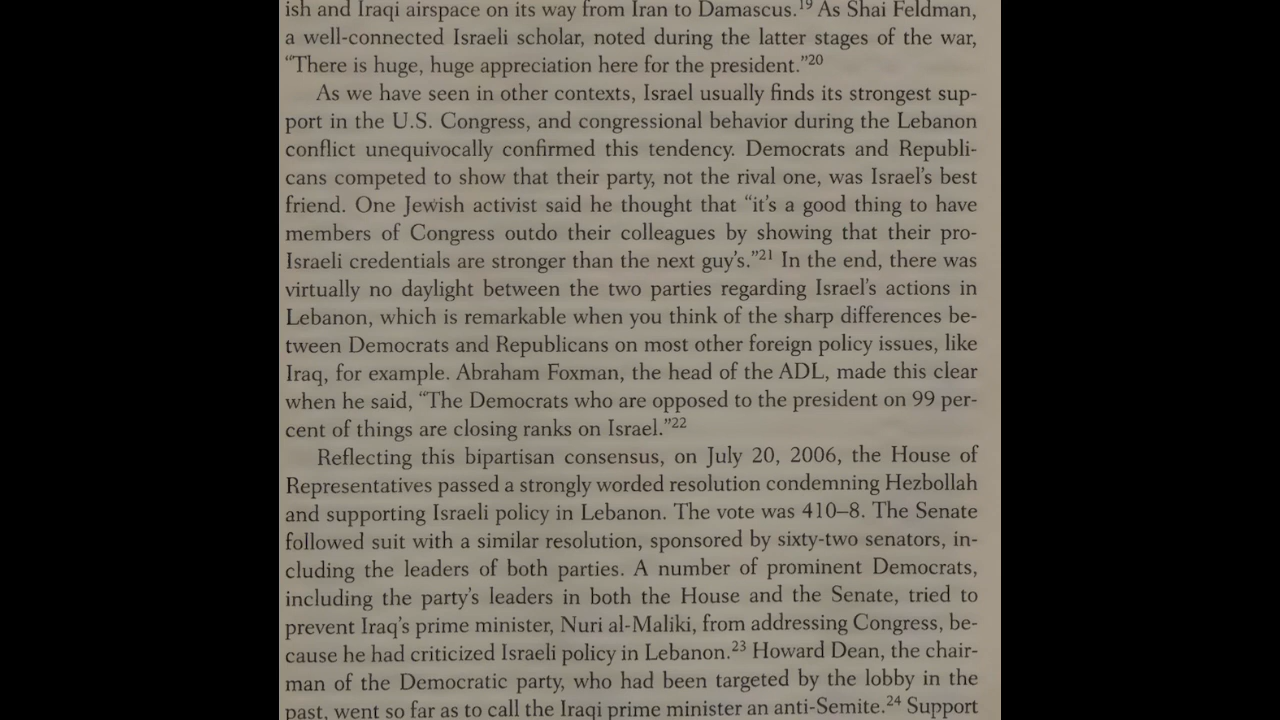 ish and Iraqi airspace on its way from Iran to Damascus.19 As Shai Feldman,
a well-connected Israeli scholar, noted during the latter stages of the war,
“There is huge, huge appreciation here for the president.”20
As we have seen in other contexts, Israel usually finds its strongest sup-
port in the U.S. Congress, and congressional behavior during the Lebanon
conflict unequivocally confirmed this tendency. Democrats and Republi-
cans competed to show that their party, not the rival one, was Israel’s best
friend. One Jewish activist said he thought that “it’s a good thing to have
members of Congress outdo their colleagues by showing that their pro-
Israeli credentials are stronger than the next guy’s.”21 In the end, there was
virtually no daylight between the two parties regarding Israel’s actions in
Lebanon, which is remarkable when you think of the sharp differences be-
tween Democrats and Republicans on most other foreign policy issues, like
Iraq, for example. Abraham Foxman, the head of the ADL, made this clear
when he said, “The Democrats who are opposed to the president on 99 per-
cent of things are closing ranks on Israel.”22
Reflecting this bipartisan consensus, on July 20, 2006, the House of
Representatives passed a strongly worded resolution condemning Hezbollah
and supporting Israeli policy in Lebanon. The vote was 410–8. The Senate
followed suit with a similar resolution, sponsored by sixty-two senators, in-
cluding the leaders of both parties. A number of prominent Democrats,
including the party’s leaders in both the House and the Senate, tried to
prevent Iraq’s prime minister, Nuri al-Maliki, from addressing Congress, be-
cause he had criticized Israeli policy in Lebanon.23 Howard Dean, the chair-
man of the Democratic party, who had been targeted by the lobby in the
past, went so far as to call the Iraqi prime minister an anti-Semite.24 Support